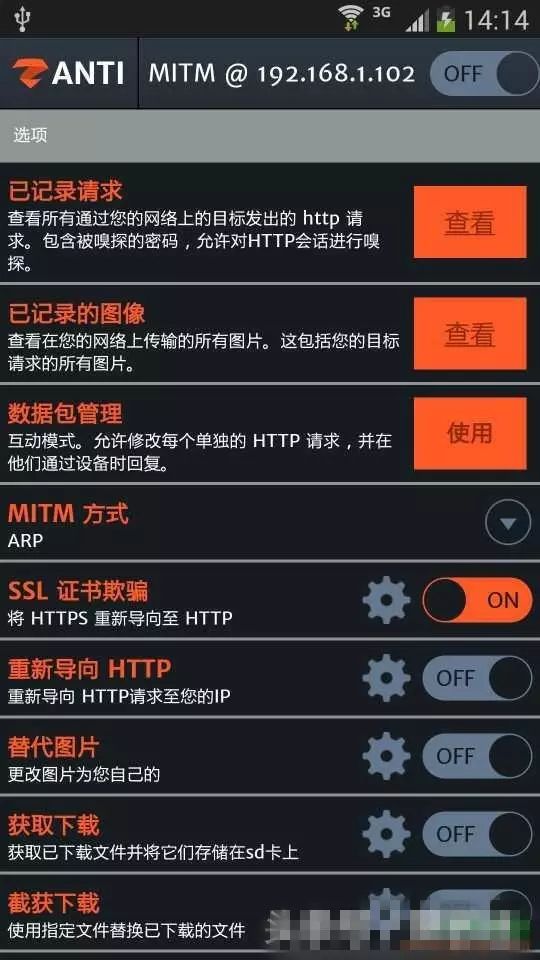 3G 14:14
ZANTI MITM @ 192.168.1.102 OFF
选项
已记录请求
查看所有通过您的网络上的目标发出的 http 请
求。包含被嗅探的密码，允许对HTTP会话进行嗅
探。
查看
已记录的图像
查看在您的网络上传输的所有图片。这包括您的目标
请求的所有图片。
查看
数据包管理
互动模式。允许修改每个单独的 HTTP 请求，并在
他们通过设备时回复。
使用
MITM 方式
ARP
SSL 证书欺骗
将 HTTPS 重新导向至 HTTP
ON
重新导向 HTTP
重新导向 HTTP请求至您的IP
OFF
替代图片
更改图片为您自己的
OFF
获取下载
获取已下载文件并将它们存储在sd卡上
OFF
截获下载
使用指定文件替换已下载的文件